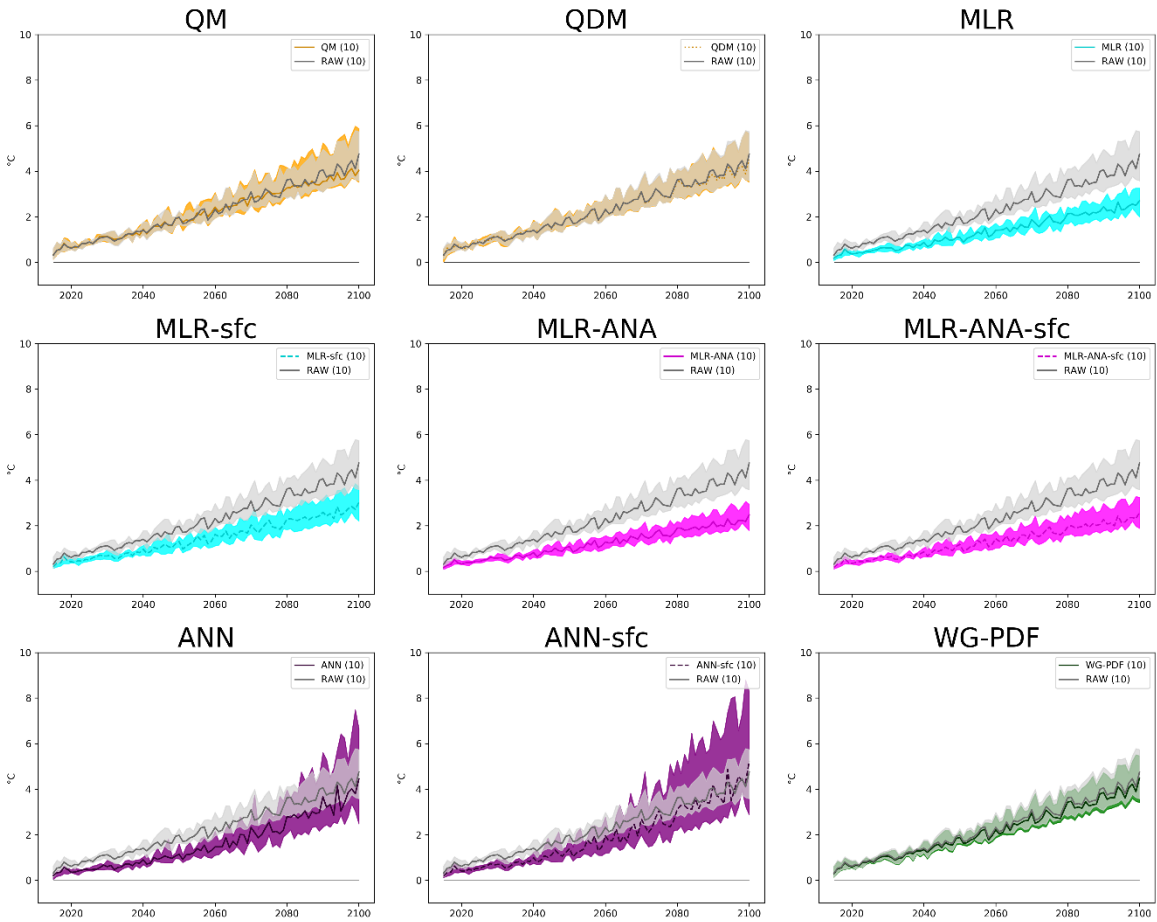 QM
QDM
MLR
10
8
6
4
2
0
°C
2020 2040 2060 2080 2100
QM (10)
RAW (10)
10
8
6
4
2
0
°C
2020 2040 2060 2080 2100
QDM (10)
RAW (10)
10
8
6
4
2
0
°C
2020 2040 2060 2080 2100
MLR (10)
RAW (10)
MLR-sfc
MLR-ANA
MLR-ANA-sfc
10
8
6
4
2
0
°C
2020 2040 2060 2080 2100
MLR-sfc (10)
RAW (10)
10
8
6
4
2
0
°C
2020 2040 2060 2080 2100
MLR-ANA (10)
RAW (10)
10
8
6
4
2
0
°C
2020 2040 2060 2080 2100
MLR-ANA-sfc (10)
RAW (10)
ANN
ANN-sfc
WG-PDF
10
8
6
4
2
0
°C
2020 2040 2060 2080 2100
ANN (10)
RAW (10)
10
8
6
4
2
0
°C
2020 2040 2060 2080 2100
ANN-sfc (10)
RAW (10)
10
8
6
4
2
0
°C
2020 2040 2060 2080 2100
WG-PDF (10)
RAW (10)